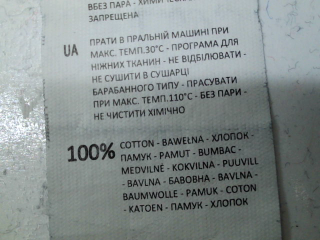 ВБЕЗ ПАРА - ХИМИЧЕСКА
ЗАПРЕЩЕНА
UA ПРАТИ В ПРАЛЬНІЙ МАШИНІ ПРИ
МАКС. ТЕМП.30°С - ПРОГРАМА ДЛЯ
НІЖНИХ ТКАНИН - НЕ ВІДБІЛЮВАТИ -
НЕ СУШИТИ В СУШАРЦІ
БАРАБАННОГО ТИПУ - ПРАСУВАТИ
ПРИ МАКС. ТЕМП.110°С - БЕЗ ПАРИ -
НЕ ЧИСТИТИ ХІМІЧНО
100% COTTON - BAWEŁNA - ХЛОПОК -
ПАМУК - PAMUT - BUMBAC -
MEDVILNĖ - KOKVILNA - PUUVILL
- BAVLNA - БАВОВНА - BAVLNA -
BAUMWOLLE - PAMUK - COTON
- KATOEN - ПАМУК - ХЛОПОК